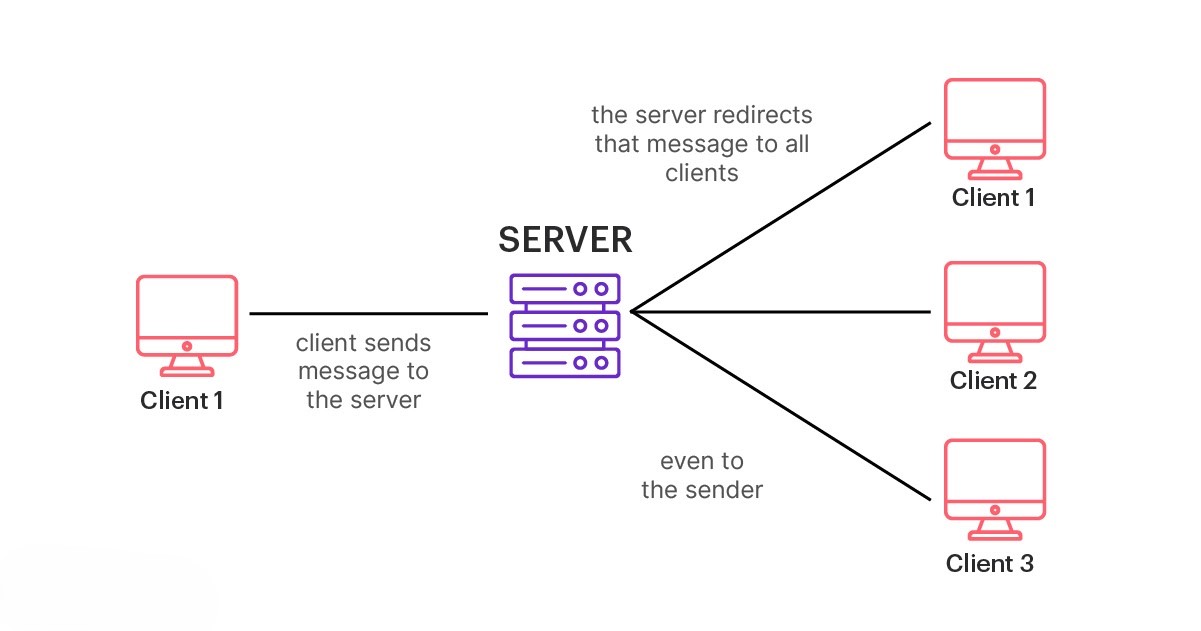 the server redirects
that message to all
clients
Client 1
SERVER
client sends
message to
the server
Client 1
Client 2
even to
the sender
Client 3